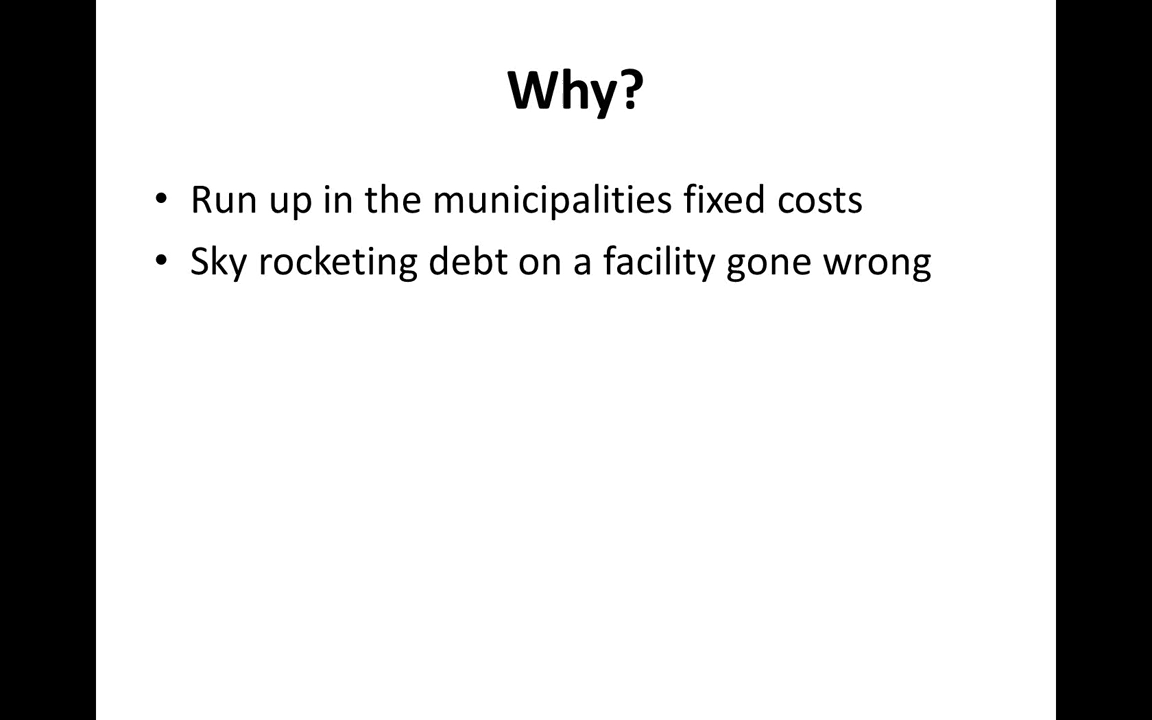 Why?
• Run up in the municipalities fixed costs
• Sky rocketing debt on a facility gone wrong